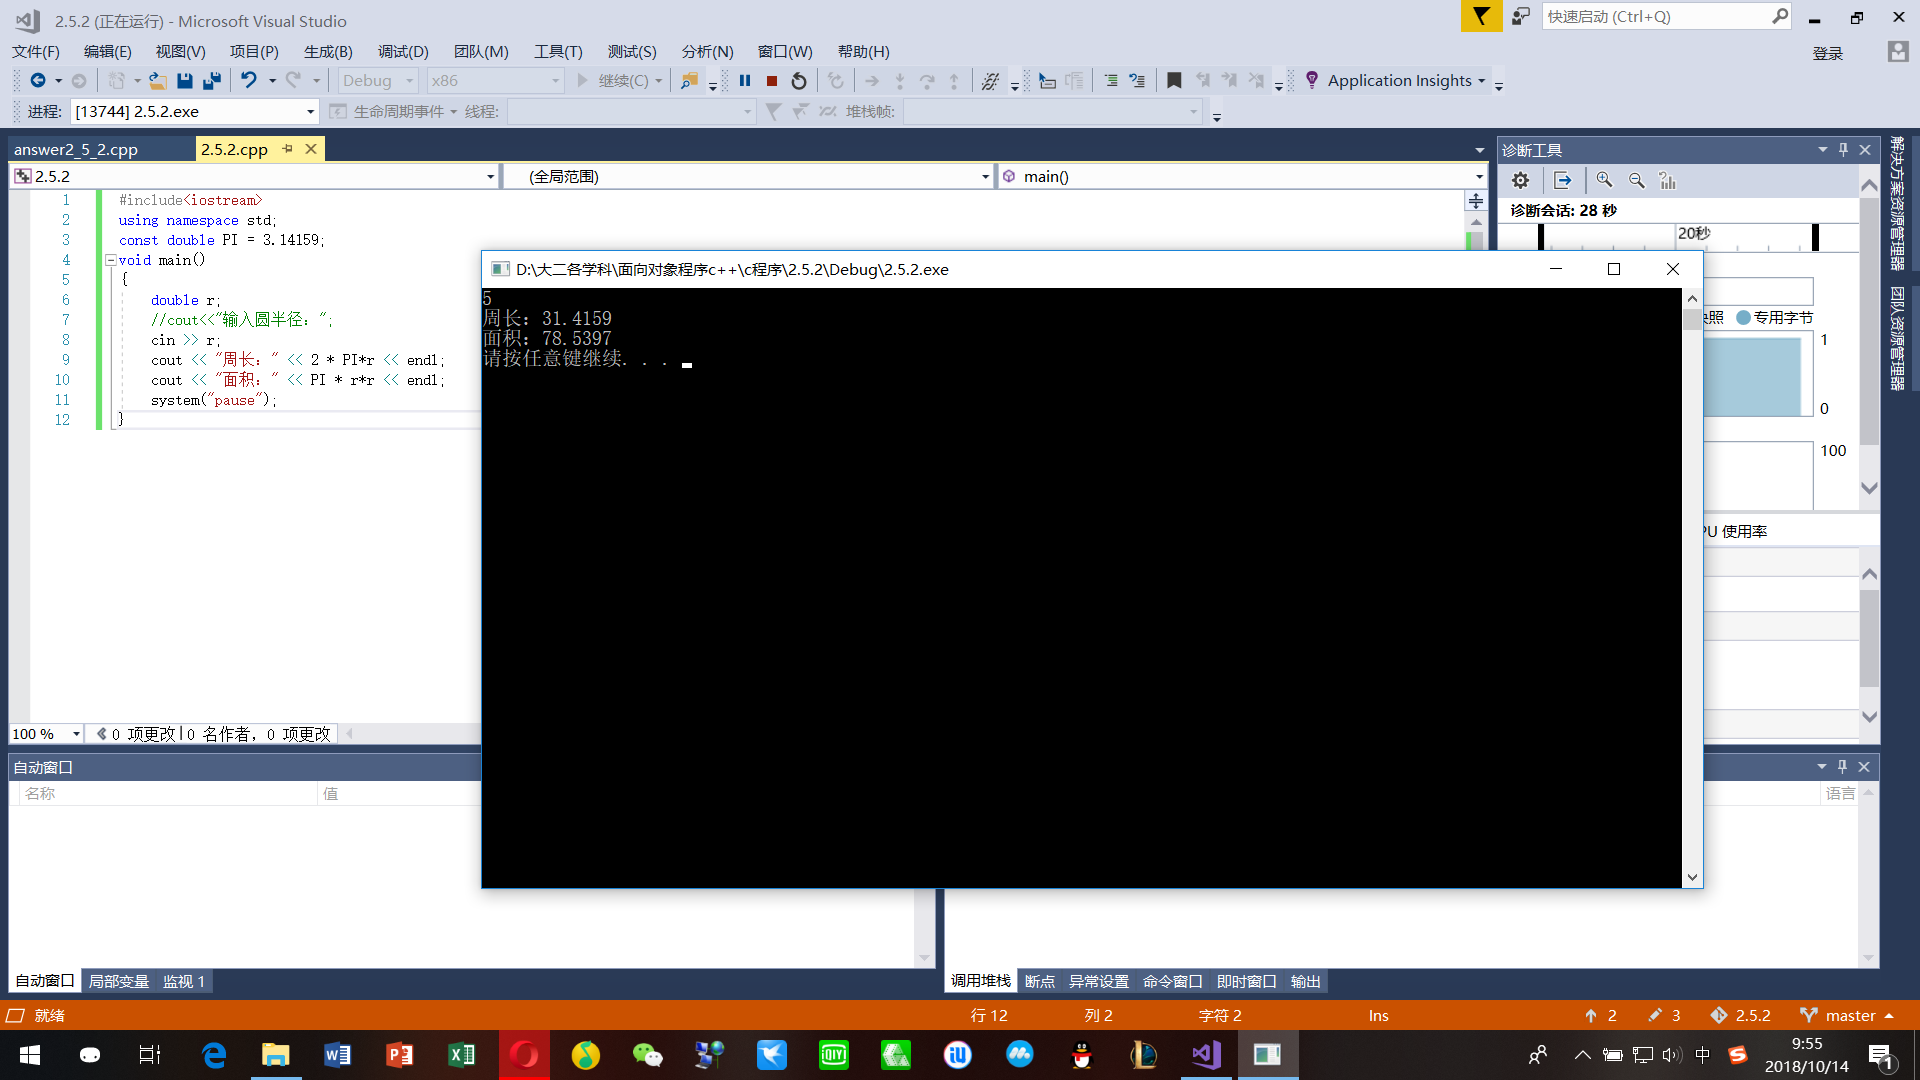 2.5.2 (正在运行) - Microsoft Visual Studio
快速启动 (Ctrl+Q)
文件(F) 编辑(E) 视图(V) 项目(P) 生成(B) 调试(D) 团队(M) 工具(T) 测试(S) 分析(N) 窗口(W) 帮助(H)
登录
Debug x86 继续(C) Application Insights
进程: [13744] 2.5.2.exe 生命周期事件 线程: 堆栈帧:
answer2_5_2.cpp 2.5.2.cpp
2.5.2 (全局范围) main()
1 #include<iostream>
2 using namespace std;
3 const double PI = 3.14159;
4 void main()
5 {
6 double r;
7 //cout<<"输入圆半径：";
8 cin >> r;
9 cout << "周长：" << 2 * PI*r << endl;
10 cout << "面积：" << PI * r*r << endl;
11 system("pause");
12 }
D:\大二各学科\面向对象程序c++\c程序\2.5.2\Debug\2.5.2.exe
5
周长：31.4159
面积：78.5397
请按任意键继续. . .
诊断工具
诊断会话: 28 秒
20秒
照 专用字节
1
0
100
PU 使用率
解决方案资源管理器
团队资源管理器
100 % 0 项更改 | 0 名作者，0 项更改
自动窗口
名称 值
语言
自动窗口 局部变量 监视 1
调用堆栈 断点 异常设置 命令窗口 即时窗口 输出
就绪 行 12 列 2 字符 2 Ins 2 3 2.5.2 master
中
9:55
2018/10/14
1